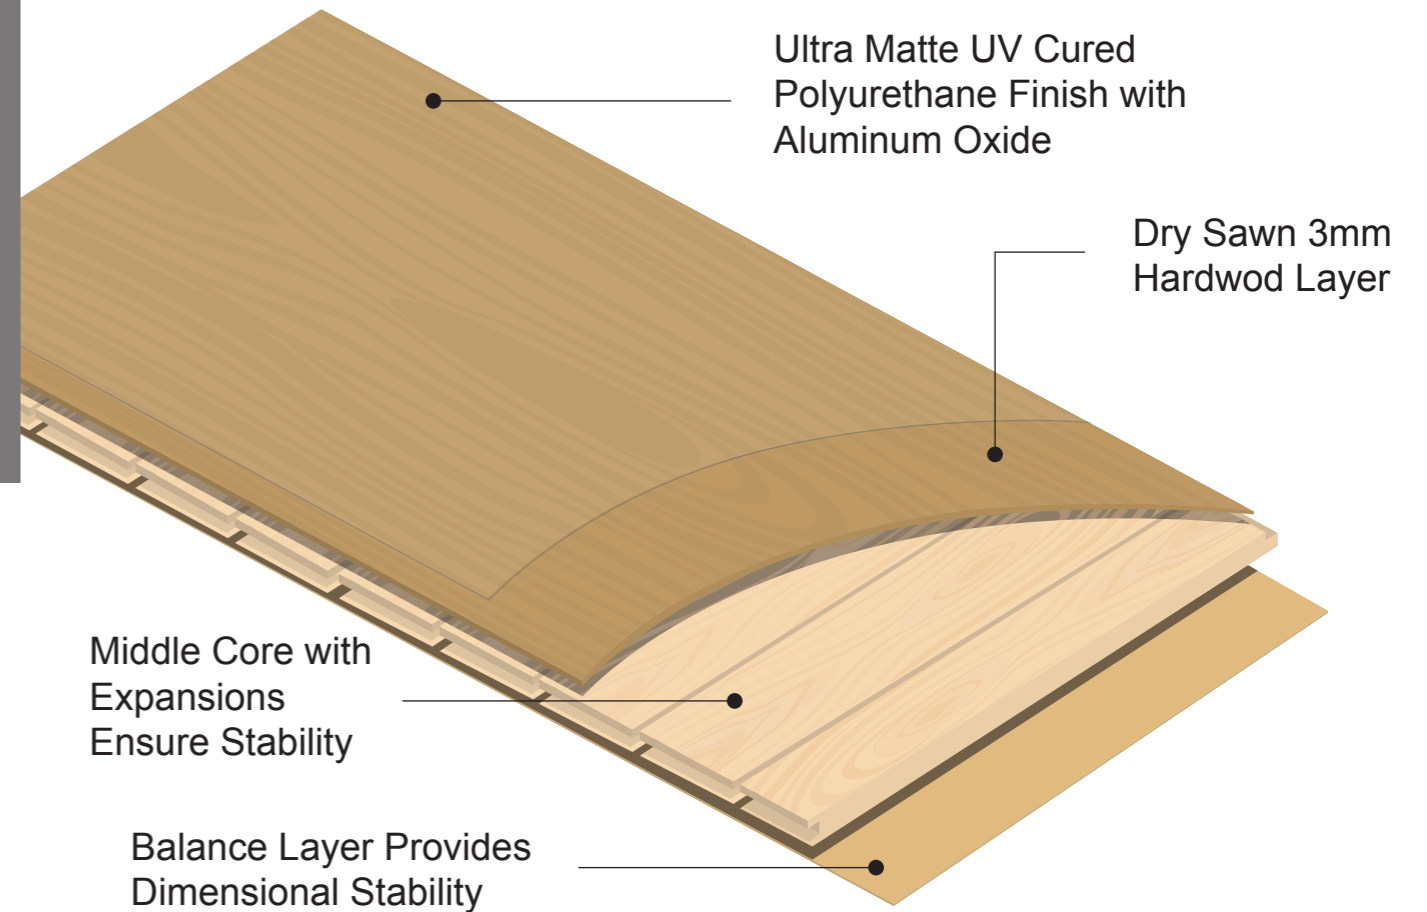 Ultra Matte UV Cured
Polyurethane Finish with
Aluminum Oxide
Dry Sawn 3mm
Hardwod Layer
Middle Core with
Expansions
Ensure Stability
Balance Layer Provides
Dimensional Stability